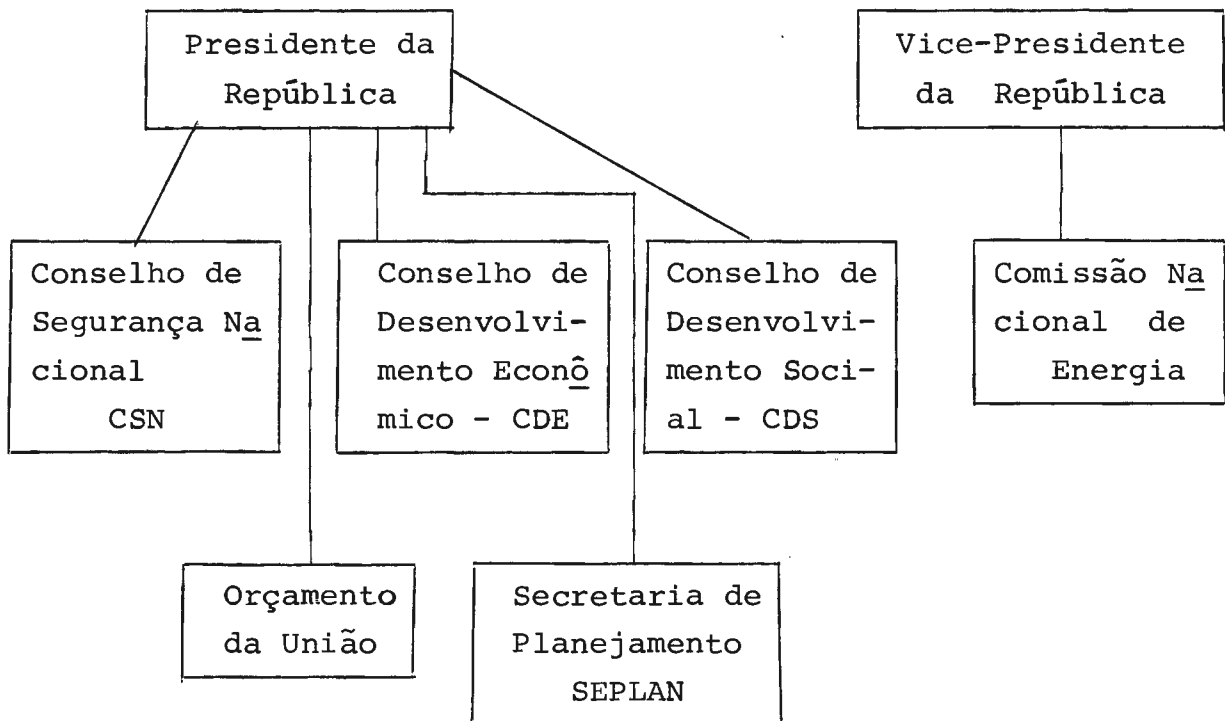 Presidente da
República
Vice-Presidente
da República
Conselho de
Segurança Na
cional
CSN
Conselho de
Desenvolvi-
mento Econô
mico - CDE
Conselho de
Desenvolvi-
mento Soci-
al - CDS
Comissão Na
cional de
Energia
Orçamento
da União
Secretaria de
Planejamento
SEPLAN